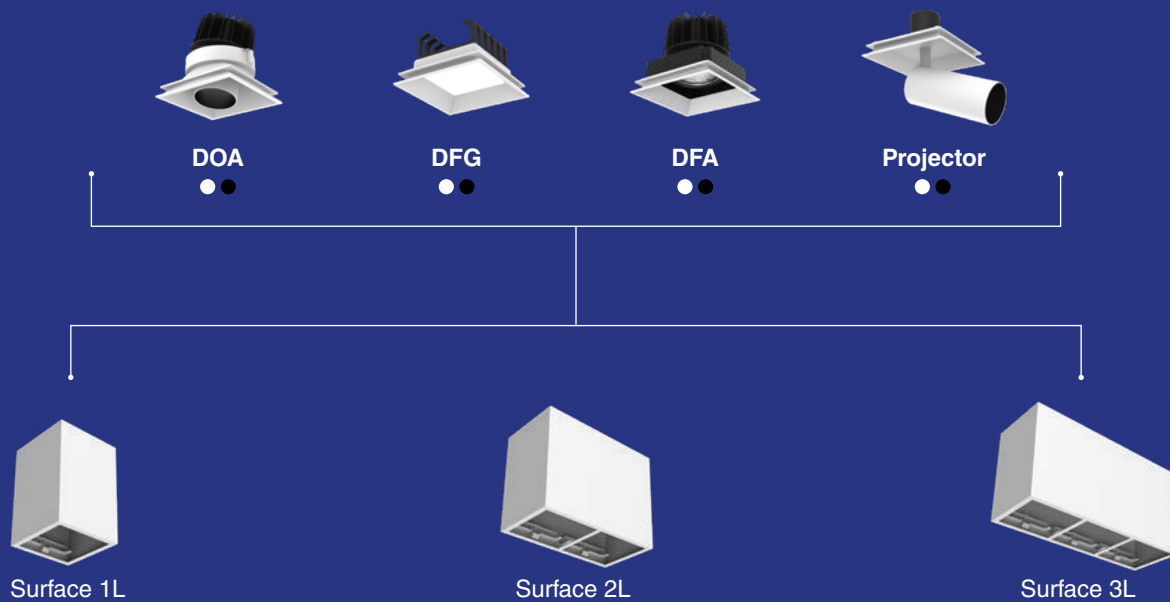 DOA
DFG
DFA
Projector
Surface 1L
Surface 2L
Surface 3L